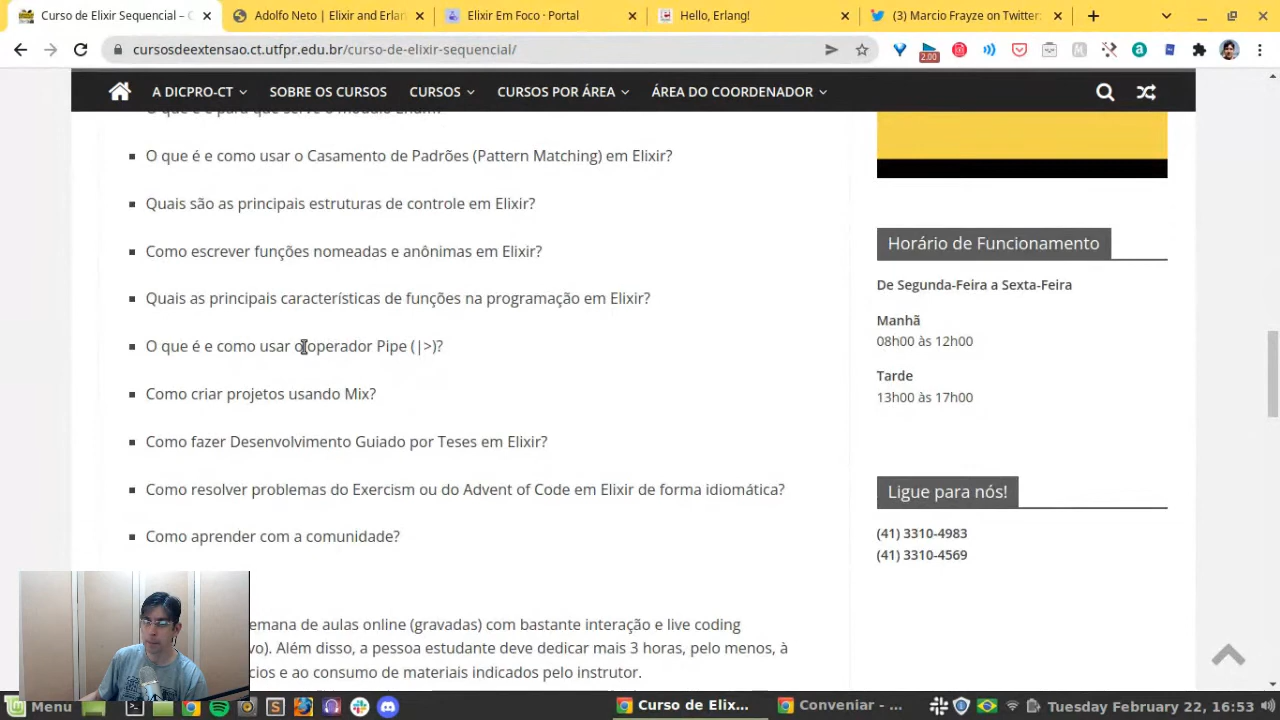 Curso de Elixir Sequencial – C
Adolfo Neto | Elixir and Erlan
Elixir Em Foco · Portal
Hello, Erlang!
(3) Marcio Frayze on Twitter:
cursosdeextensao.ct.utfpr.edu.br/curso-de-elixir-sequencial/
2.00
A DICPRO-CT
SOBRE OS CURSOS
CURSOS
CURSOS POR ÁREA
ÁREA DO COORDENADOR
O que é e como usar o Casamento de Padrões (Pattern Matching) em Elixir?
Quais são as principais estruturas de controle em Elixir?
Como escrever funções nomeadas e anônimas em Elixir?
Quais as principais características de funções na programação em Elixir?
O que é e como usar o operador Pipe (|>)?
Como criar projetos usando Mix?
Como fazer Desenvolvimento Guiado por Teses em Elixir?
Como resolver problemas do Exercism ou do Advent of Code em Elixir de forma idiomática?
Como aprender com a comunidade?
emana de aulas online (gravadas) com bastante interação e live coding
vo). Além disso, a pessoa estudante deve dedicar mais 3 horas, pelo menos, à
cios e ao consumo de materiais indicados pelo instrutor.
Horário de Funcionamento
De Segunda-Feira a Sexta-Feira
Manhã
08h00 às 12h00
Tarde
13h00 às 17h00
Ligue para nós!
(41) 3310-4983
(41) 3310-4569
Menu
Curso de Elix...
Conveniar - ...
Tuesday February 22, 16:53